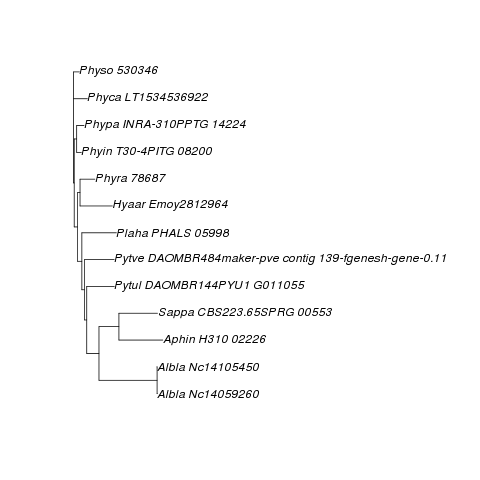 Physo 530346
Phyca LT1534536922
Phypa INRA-310PPTG 14224
Phyin T30-4PITG 08200
Phyra 78687
Hyaar Emoy2812964
Plaha PHALS 05998
Pytve DAOMBR484maker-pve contig 139-fgenesh-gene-0.11
Pytul DAOMBR144PYU1 G011055
Sappa CBS223.65SPRG 00553
Aphin H310 02226
Albla Nc14105450
Albla Nc14059260